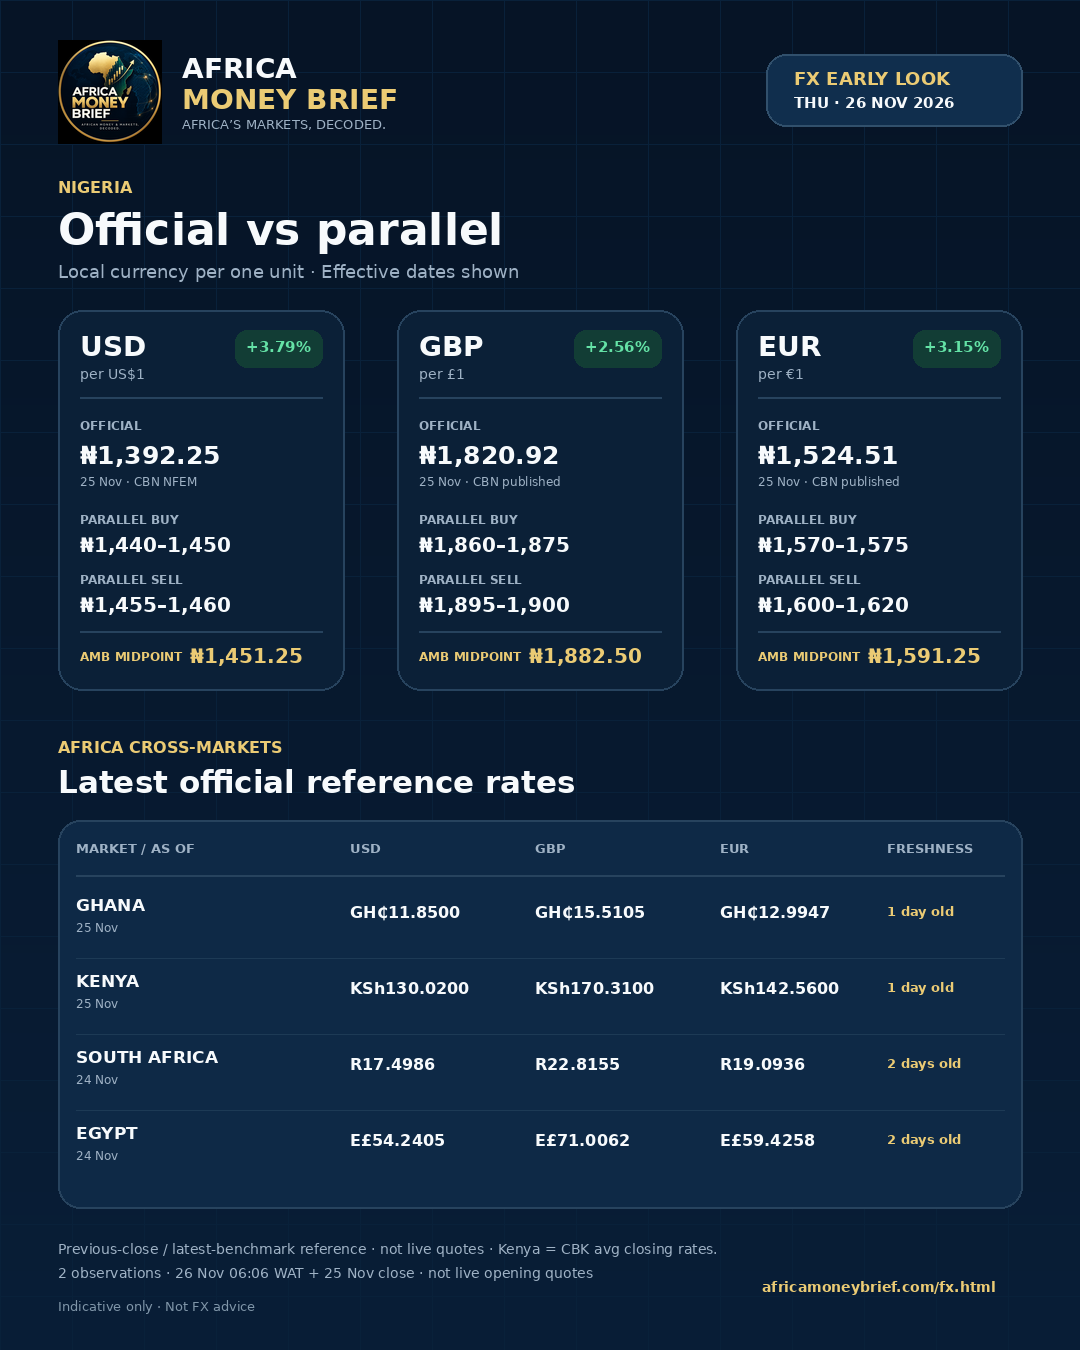 AFRICA
MONEY
BRIEF
AFRICAN MONEY & MARKETS,
DECODED.
AFRICA
MONEY BRIEF
AFRICA’S MARKETS, DECODED.
FX EARLY LOOK
THU · 26 NOV 2026
NIGERIA
Official vs parallel
Local currency per one unit · Effective dates shown
USD
+3.79%
per US$1
OFFICIAL
₦1,392.25
25 Nov · CBN NFEM
PARALLEL BUY
₦1,440–1,450
PARALLEL SELL
₦1,455–1,460
AMB MIDPOINT ₦1,451.25
GBP
+2.56%
per £1
OFFICIAL
₦1,820.92
25 Nov · CBN published
PARALLEL BUY
₦1,860–1,875
PARALLEL SELL
₦1,895–1,900
AMB MIDPOINT ₦1,882.50
EUR
+3.15%
per €1
OFFICIAL
₦1,524.51
25 Nov · CBN published
PARALLEL BUY
₦1,570–1,575
PARALLEL SELL
₦1,600–1,620
AMB MIDPOINT ₦1,591.25
AFRICA CROSS-MARKETS
Latest official reference rates
MARKET / AS OF USD GBP EUR FRESHNESS
GHANA GH₵11.8500 GH₵15.5105 GH₵12.9947 1 day old
25 Nov
KENYA KSh130.0200 KSh170.3100 KSh142.5600 1 day old
25 Nov
SOUTH AFRICA R17.4986 R22.8155 R19.0936 2 days old
24 Nov
EGYPT E£54.2405 E£71.0062 E£59.4258 2 days old
24 Nov
Previous-close / latest-benchmark reference · not live quotes · Kenya = CBK avg closing rates.
2 observations · 26 Nov 06:06 WAT + 25 Nov close · not live opening quotes
africamoneybrief.com/fx.html
Indicative only · Not FX advice